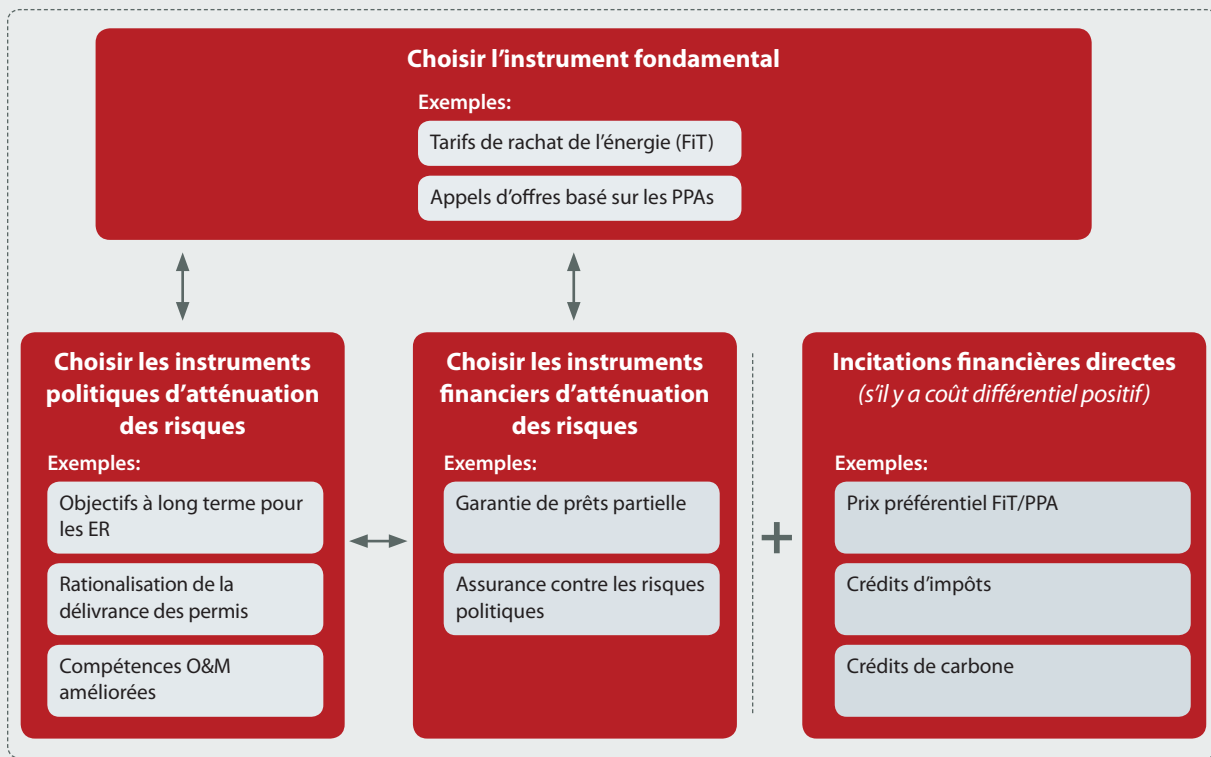 Choisir l'instrument fondamental
Exemples:
Tarifs de rachat de l'énergie (FiT)
Appels d'offres basé sur les PPAs
Choisir les instruments
politiques d'atténuation
des risques
Exemples:
Objectifs à long terme pour
les ER
Rationalisation de la
délivrance des permis
Compétences O&M
améliorées
Choisir les instruments
financiers d'atténuation
des risques
Exemples:
Garantie de prêts partielle
Assurance contre les risques
politiques
+
Incitations financières directes
(s'il y a coût différentiel positif)
Exemples:
Prix préférentiel FiT/PPA
Crédits d'impôts
Crédits de carbone